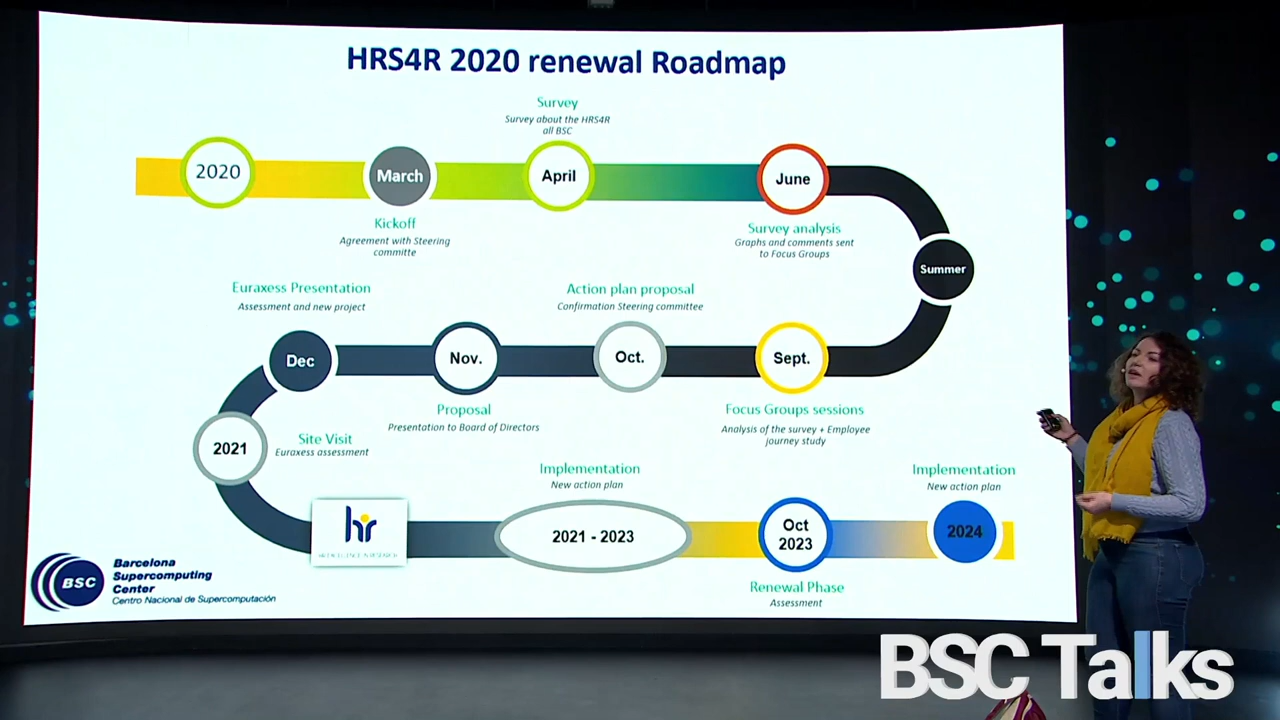 HRS4R 2020 renewal Roadmap
Survey
Survey about the HRS4R
all BSC
2020
March
April
June
Kickoff
Agreement with Steering
committe
Survey analysis
Graphs and comments sent
to Focus Groups
Summer
Euraxess Presentation
Assessment and new project
Action plan proposal
Confirmation Steering committee
Dec
Nov.
Oct.
Sept.
Proposal
Presentation to Board of Directors
Focus Groups sessions
Analysis of the survey + Employee
journey study
2021
Site Visit
Euraxess assessment
Implementation
New action plan
Implementation
New action plan
hr
HR EXCELLENCE IN RESEARCH
2021 - 2023
Oct
2023
2024
Renewal Phase
Assessment
BSC
Barcelona
Supercomputing
Center
Centro Nacional de Supercomputación
BSC Talks